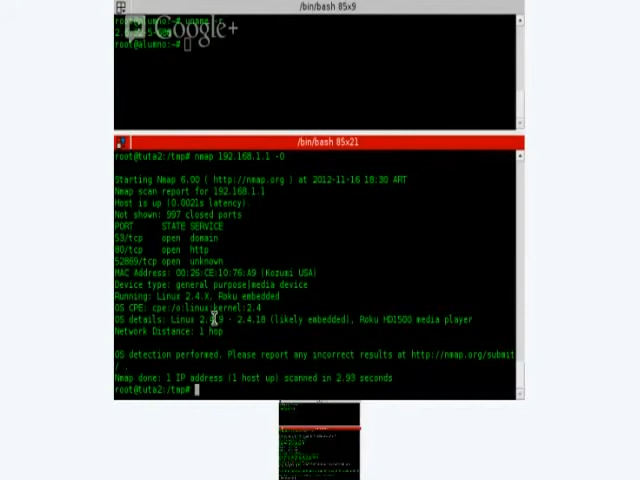 /bin/bash 85x9
root@alumno:~# uname -r
Google+
root@alumno:~#
/bin/bash 85x21
root@tuta2:/tmp# nmap 192.168.1.1 -O
Starting Nmap 6.00 ( http://nmap.org ) at 2012-11-16 18:30 ART
Nmap scan report for 192.168.1.1
Host is up (0.0021s latency).
Not shown: 997 closed ports
PORT STATE SERVICE
53/tcp open domain
80/tcp open http
52869/tcp open unknown
MAC Address: 00:26:CE:10:76:A9 (Kozumi USA)
Device type: general purpose|media device
Running: Linux 2.4.X, Roku embedded
OS CPE: cpe:/o:linux:kernel:2.4
OS details: Linux - 2.4.18 (likely embedded), Roku HD1500 media player
Network Distance: 1 hop
OS detection performed. Please report any incorrect results at http://nmap.org/submit
/ .
Nmap done: 1 IP address (1 host up) scanned in 2.93 seconds
root@tuta2:/tmp#